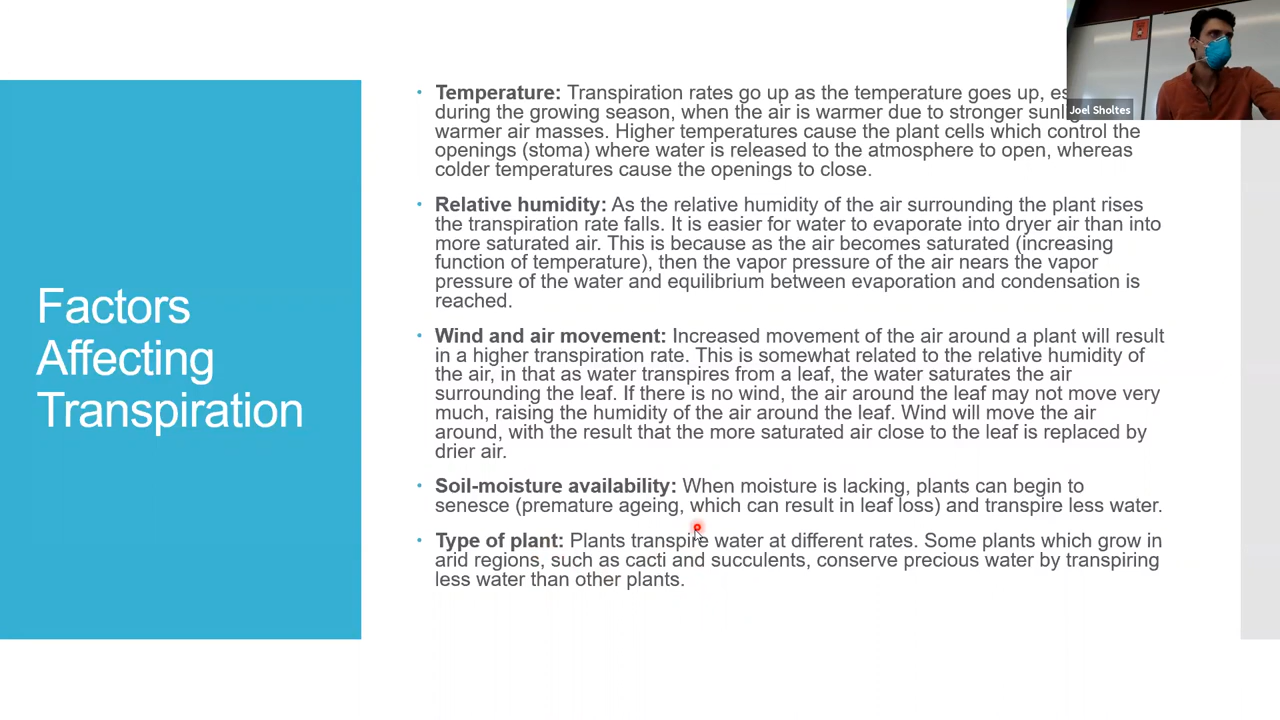 Factors
Affecting
Transpiration
• Temperature: Transpiration rates go up as the temperature goes up,
during the growing season, when the air is warmer due to stronger
warmer air masses. Higher temperatures cause the plant cells which control the
openings (stoma) where water is released to the atmosphere to open, whereas
colder temperatures cause the openings to close.
• Relative humidity: As the relative humidity of the air surrounding the plant rises
the transpiration rate falls. It is easier for water to evaporate into dryer air than into
more saturated air. This is because as the air becomes saturated (increasing
function of temperature), then the vapor pressure of the air nears the vapor
pressure of the water and equilibrium between evaporation and condensation is
reached.
• Wind and air movement: Increased movement of the air around a plant will result
in a higher transpiration rate. This is somewhat related to the relative humidity of
the air, in that as water transpires from a leaf, the water saturates the air
surrounding the leaf. If there is no wind, the air around the leaf may not move very
much, raising the humidity of the air around the leaf. Wind will move the air
around, with the result that the more saturated air close to the leaf is replaced by
drier air.
• Soil-moisture availability: When moisture is lacking, plants can begin to
senesce (premature ageing, which can result in leaf loss) and transpire less water.
• Type of plant: Plants transpire water at different rates. Some plants which grow in
arid regions, such as cacti and succulents, conserve precious water by transpiring
less water than other plants.
Joel Sholtes